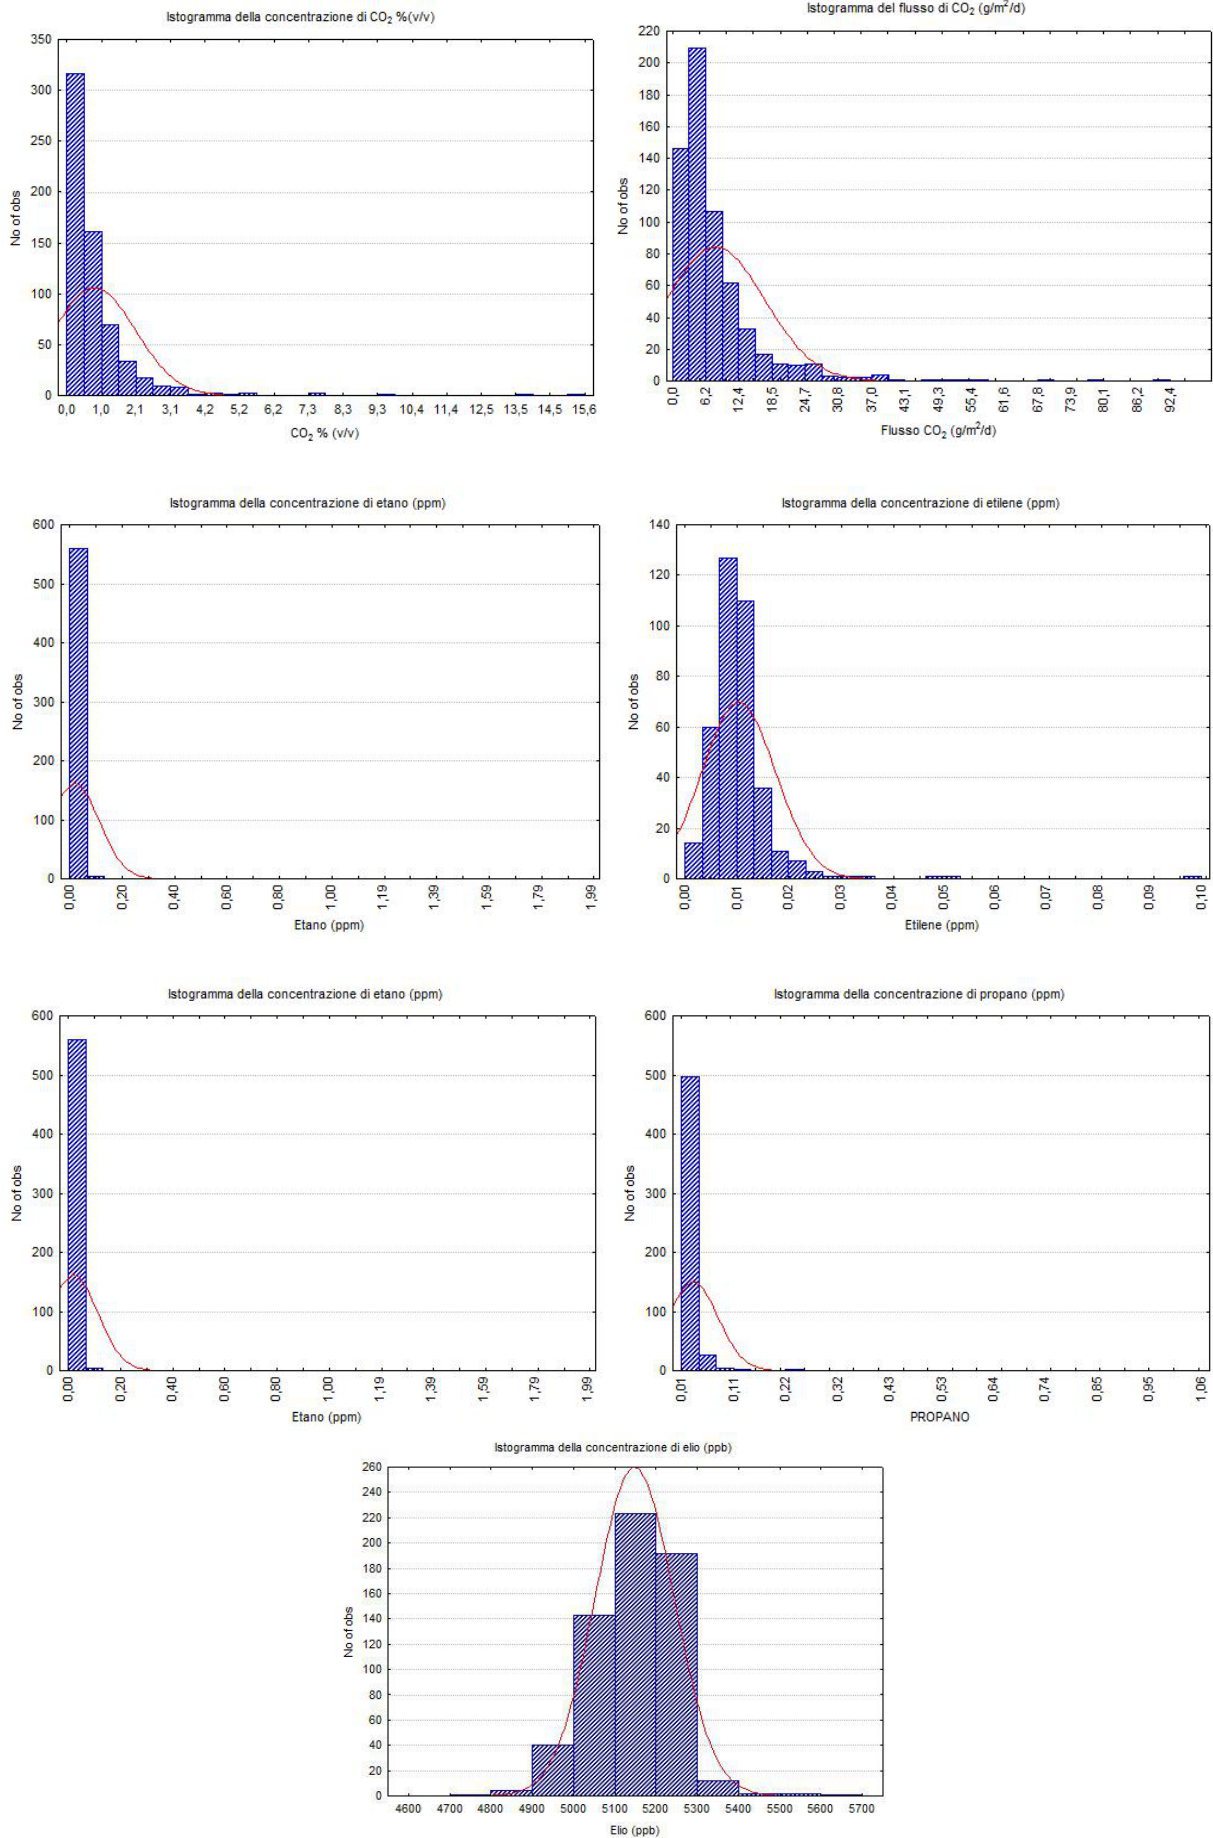 Istogramma della concentrazione di CO2 %(v/v)
350
300
250
200
150
100
50
0
No of obs
0,0 1,0 2,1 3,1 4,2 5,2 6,2 7,3 8,3 9,3 10,4 11,4 12,5 13,5 14,5 15,6
CO2 % (v/v)
Istogramma del flusso di CO2 (g/m2/d)
220
200
180
160
140
120
100
80
60
40
20
0
No of obs
0,0 6,2 12,4 18,5 24,7 30,8 37,0 43,1 49,3 55,4 61,6 67,8 73,9 80,1 86,2 92,4
Flusso CO2 (g/m2/d)
Istogramma della concentrazione di etano (ppm)
600
500
400
300
200
100
0
No of obs
0,00 0,20 0,40 0,60 0,80 1,00 1,19 1,39 1,59 1,79 1,99
Etano (ppm)
Istogramma della concentrazione di etilene (ppm)
140
120
100
80
60
40
20
0
No of obs
0,00 0,01 0,02 0,03 0,04 0,05 0,06 0,07 0,08 0,09 0,10
Etilene (ppm)
Istogramma della concentrazione di etano (ppm)
600
500
400
300
200
100
0
No of obs
0,00 0,20 0,40 0,60 0,80 1,00 1,19 1,39 1,59 1,79 1,99
Etano (ppm)
Istogramma della concentrazione di propano (ppm)
600
500
400
300
200
100
0
No of obs
0,01 0,11 0,22 0,32 0,43 0,53 0,64 0,74 0,85 0,95 1,06
PROPANO
Istogramma della concentrazione di elio (ppb)
260
240
220
200
180
160
140
120
100
80
60
40
20
0
No of obs
4600 4700 4800 4900 5000 5100 5200 5300 5400 5500 5600 5700
Elio (ppb)